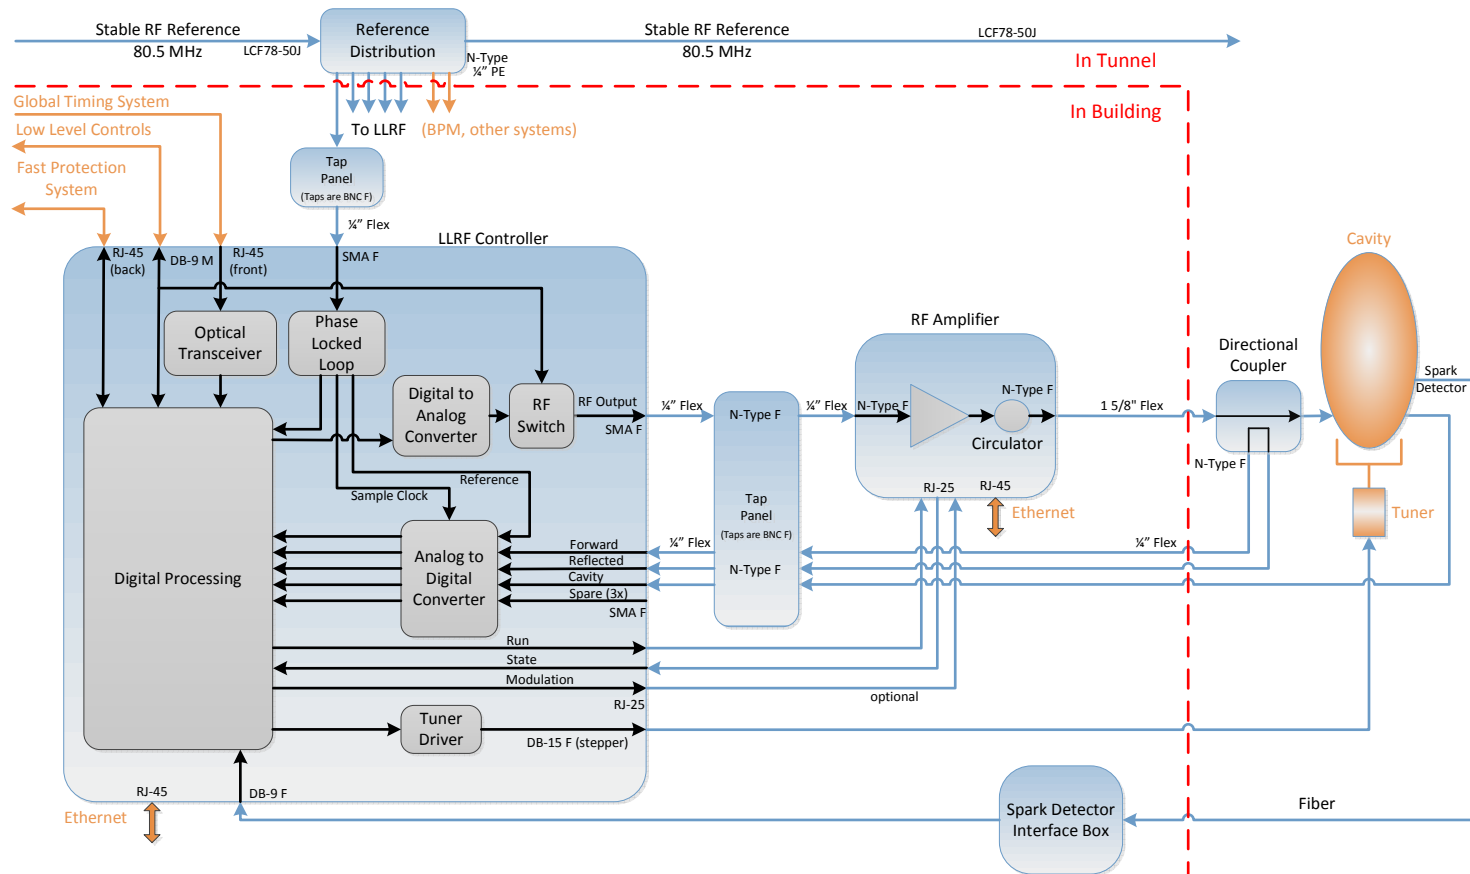 Stable RF Reference
80.5 MHz
LCF78-50J
Reference
Distribution
N-Type
¼” PE
Stable RF Reference
80.5 MHz
LCF78-50J
In Tunnel
In Building
Global Timing System
Low Level Controls
Fast Protection
System
To LLRF
(BPM, other systems)
Tap
Panel
(Taps are BNC F)
¼” Flex
LLRF Controller
RJ-45
(back)
DB-9 M
RJ-45
(front)
SMA F
Optical
Transceiver
Phase
Locked
Loop
Digital to
Analog
Converter
RF
Switch
RF Output
SMA F
¼” Flex
N-Type F
¼” Flex
RF Amplifier
N-Type F
N-Type F
Circulator
RJ-25
RJ-45
Ethernet
1 5/8" Flex
Directional
Coupler
N-Type F
Cavity
Spark
Detector
Tuner
Reference
Sample Clock
Tap
Panel
(Taps are BNC F)
N-Type F
¼” Flex
¼” Flex
Digital Processing
Analog to
Digital
Converter
Forward
Reflected
Cavity
Spare (3x)
SMA F
Run
State
Modulation
RJ-25
optional
Tuner
Driver
DB-15 F (stepper)
RJ-45
DB-9 F
Ethernet
Spark Detector
Interface Box
Fiber